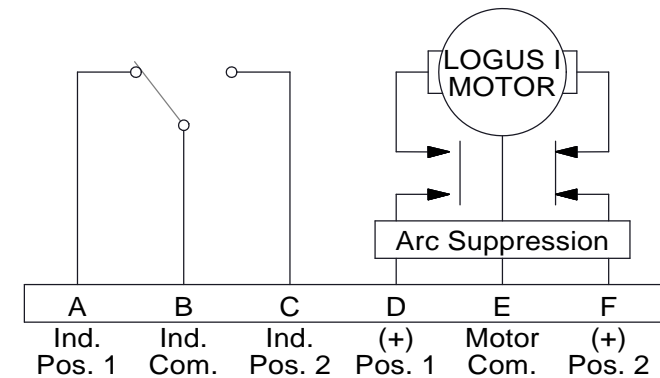 LOGUS I
MOTOR
Arc Suppression
A B C D E F
Ind. Ind. Ind. (+) Motor (+)
Pos. 1 Com. Pos. 2 Pos. 1 Com. Pos. 2